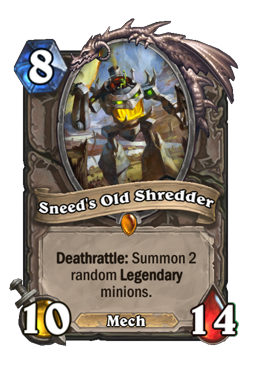 8
Sneed's Old Shredder
Deathrattle: Summon 2
random Legendary
minions.
10 Mech 14